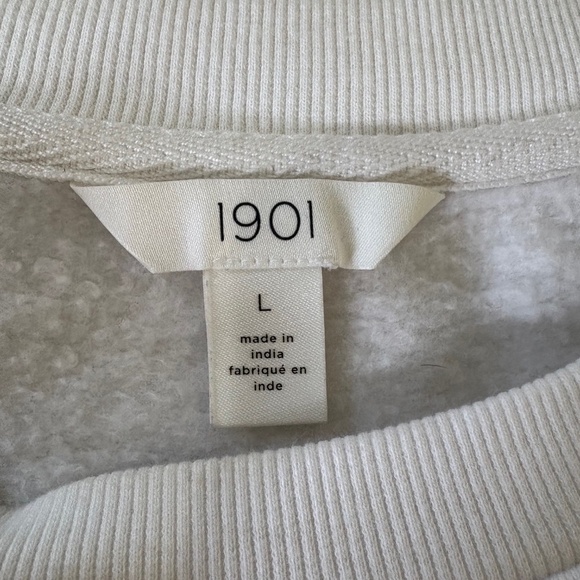 1901
L
made in
india
fabriqué en
inde